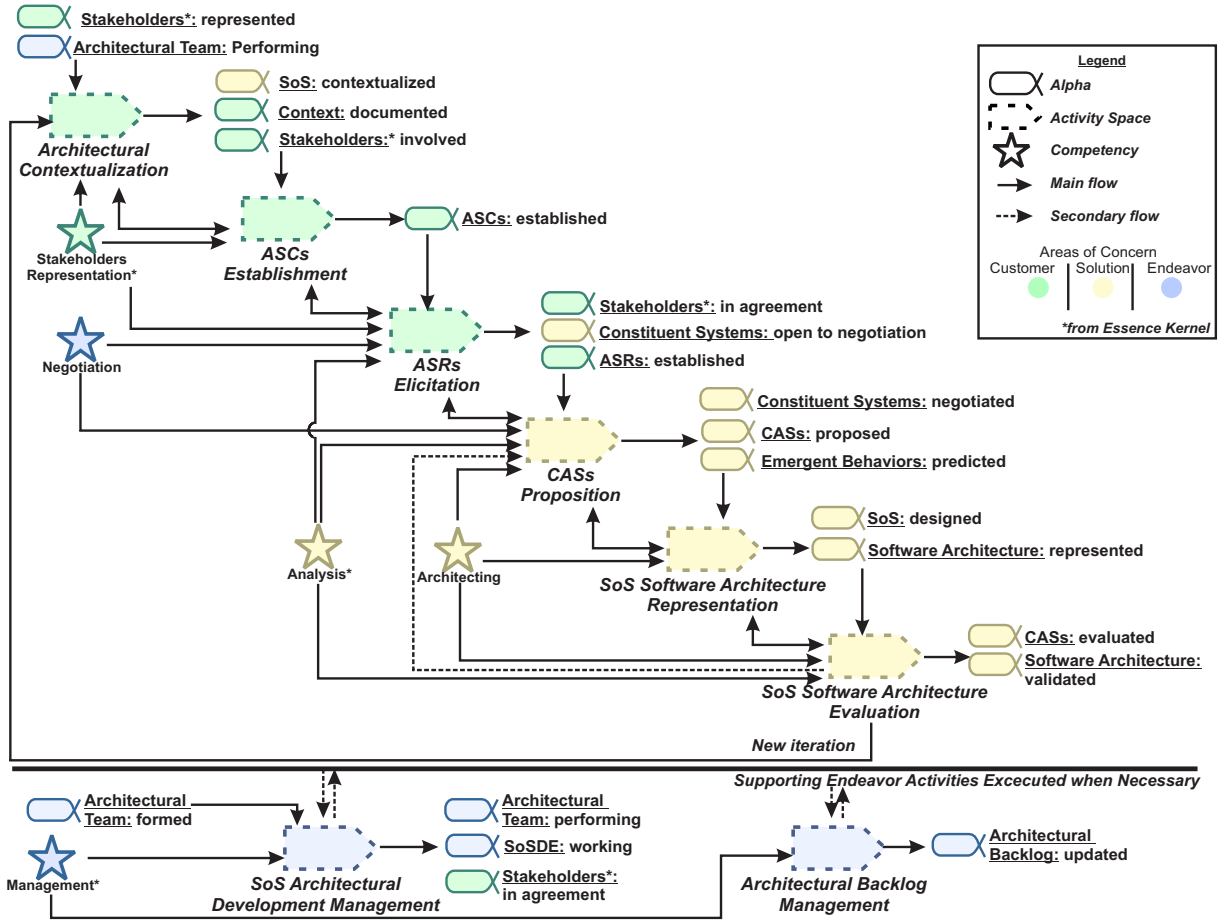 Stakeholders*: represented
Architectural Team: Performing
SoS: contextualized
Context: documented
Stakeholders:* involved
Architectural
Contextualization
Stakeholders
Representation*
ASCs
Establishment
ASCs: established
Negotiation
ASRs
Elicitation
Stakeholders*: in agreement
Constituent Systems: open to negotiation
ASRs: established
CASs
Proposition
Constituent Systems: negotiated
CASs: proposed
Emergent Behaviors: predicted
Analysis*
Architecting
SoS Software Architecture
Representation
SoS: designed
Software Architecture: represented
SoS Software Architecture
Evaluation
CASs: evaluated
Software Architecture:
validated
New iteration
Legend
Alpha
Activity Space
Competency
Main flow
Secondary flow
Areas of Concern
Customer Solution Endeavor
*from Essence Kernel
Supporting Endeavor Activities Excecuted when Necessary
Architectural
Team: formed
Management*
SoS Architectural
Development Management
Architectural
Team: performing
SoSDE: working
Stakeholders*:
in agreement
Architectural Backlog
Management
Architectural
Backlog: updated